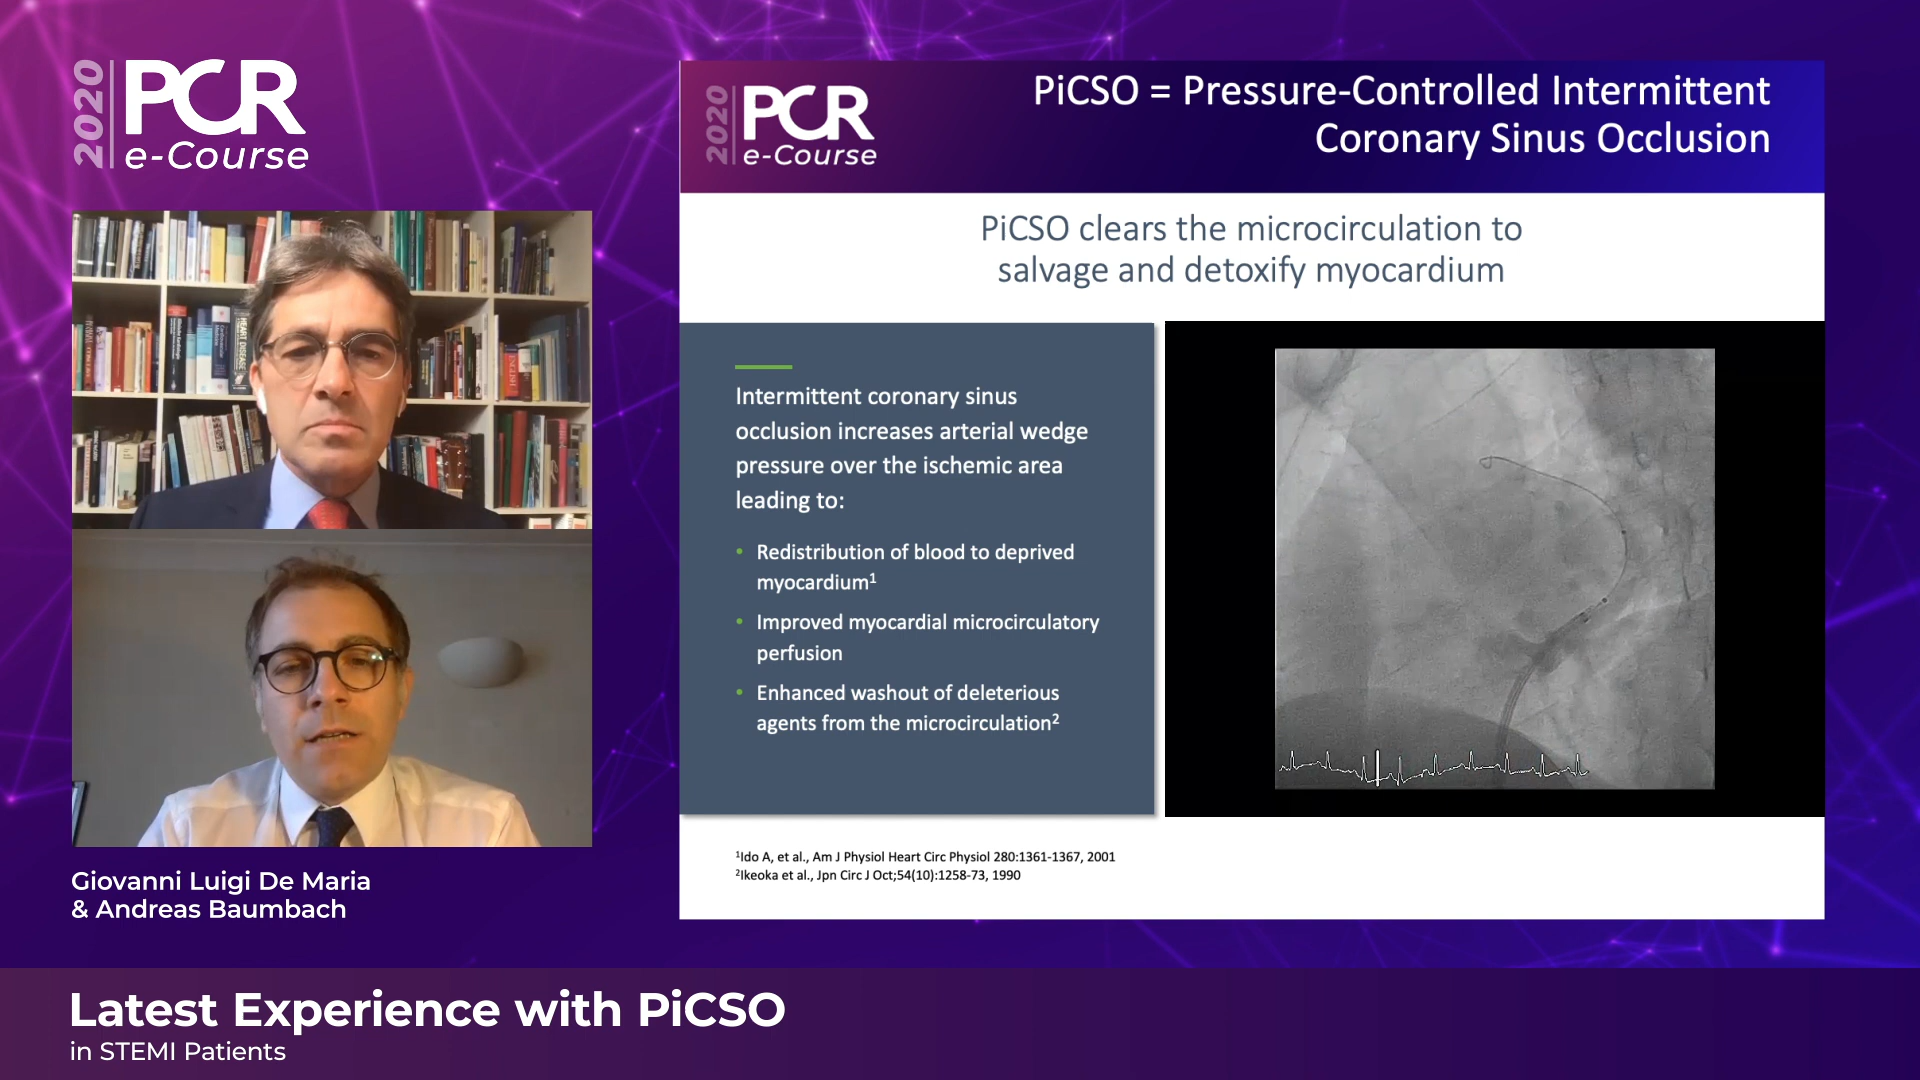 2020
PCR
e-Course
2020
PCR
e-Course
PiCSO = Pressure-Controlled Intermittent
Coronary Sinus Occlusion
PiCSO clears the microcirculation to
salvage and detoxify myocardium
Intermittent coronary sinus
occlusion increases arterial wedge
pressure over the ischemic area
leading to:
• Redistribution of blood to deprived
myocardium¹
• Improved myocardial microcirculatory
perfusion
• Enhanced washout of deleterious
agents from the microcirculation²
¹Ido A, et al., Am J Physiol Heart Circ Physiol 280:1361-1367, 2001
²Ikeoka et al., Jpn Circ J Oct;54(10):1258-73, 1990
HEART DISEASE
ENGLISH
Giovanni Luigi De Maria
& Andreas Baumbach
Latest Experience with PiCSO
in STEMI Patients